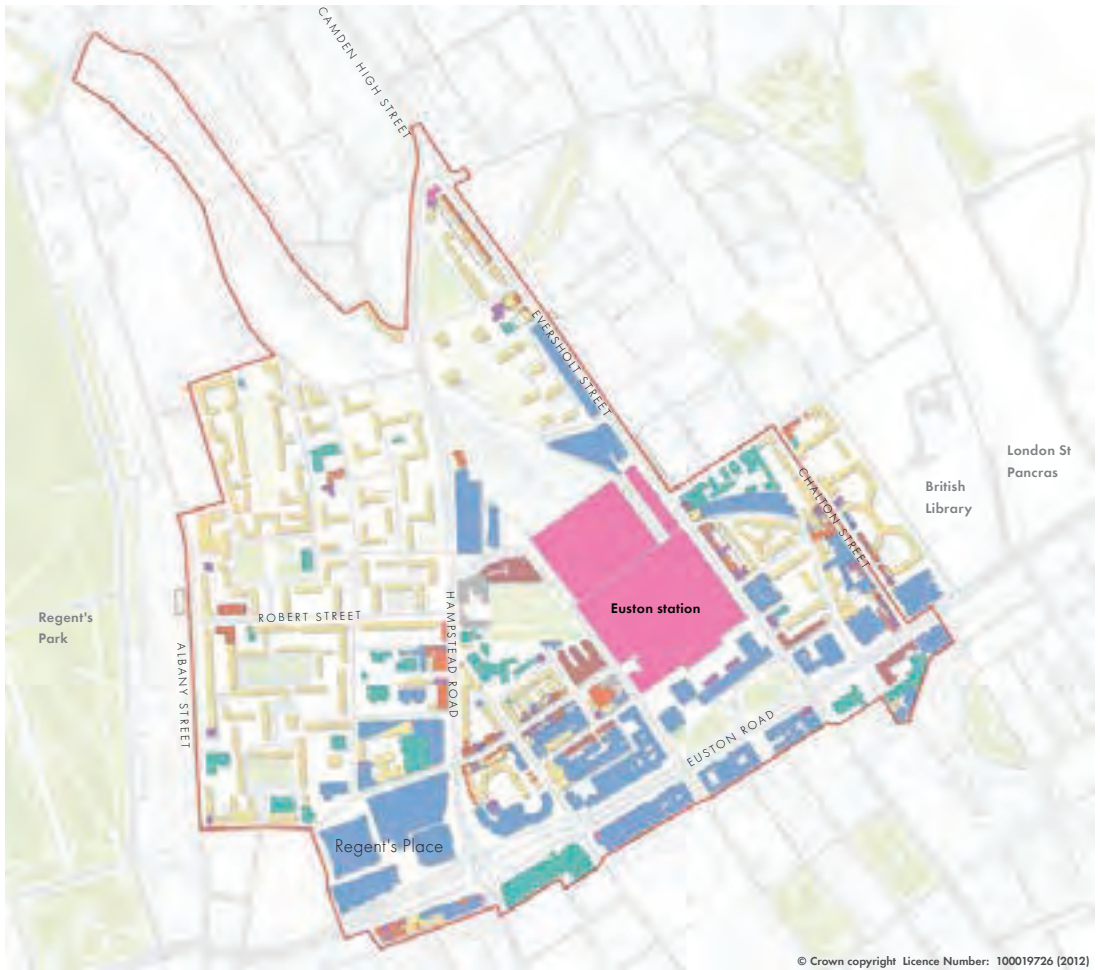 CAMDEN HIGH STREET
EVERSHOLT STREET
CHALTON STREET
London St
Pancras
British
Library
Regent's
Park
ROBERT STREET
HAMPSTEAD ROAD
Euston station
ALBANY STREET
EUSTON ROAD
Regent's Place
© Crown copyright Licence Number: 100019726 (2012)